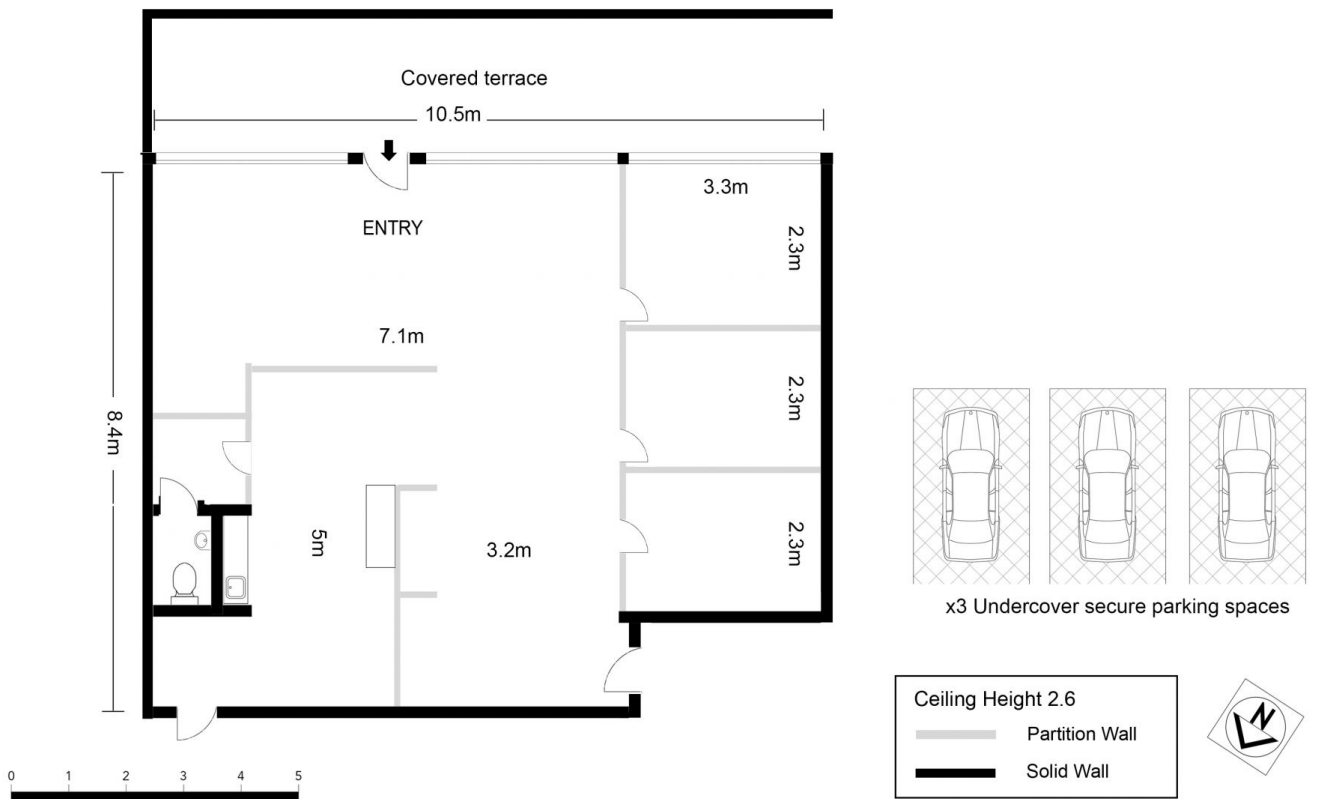 Covered terrace
10.5m
3.3m
2.3m
ENTRY
7.1m
8.4m
2.3m
5m
3.2m
2.3m
x3 Undercover secure parking spaces
Ceiling Height 2.6
Partition Wall
Solid Wall
N
0 1 2 3 4 5